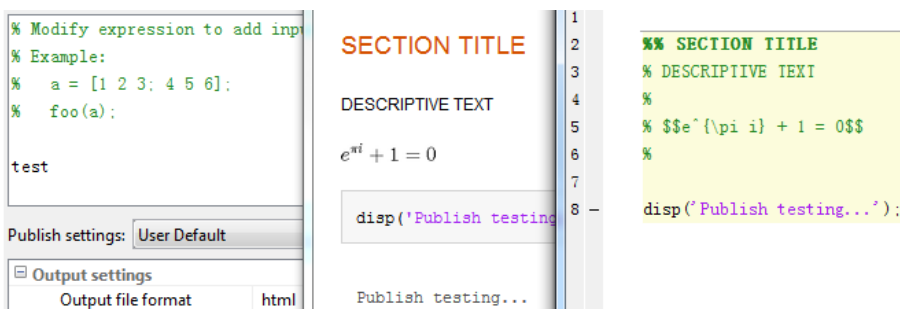 % Modify expression to add inp
% Example:
% a = [1 2 3; 4 5 6];
% foo(a);
test
Publish settings: User Default
Output settings
Output file format html
SECTION TITLE
DESCRIPTIVE TEXT
e^{πi} + 1 = 0
disp('Publish testing
Publish testing...
1
2 %% SECTION TITLE
3 % DESCRIPTIVE TEXT
4 %
5 % $$e^{\pi i} + 1 = 0$$
6 %
7
8 – disp('Publish testing...');